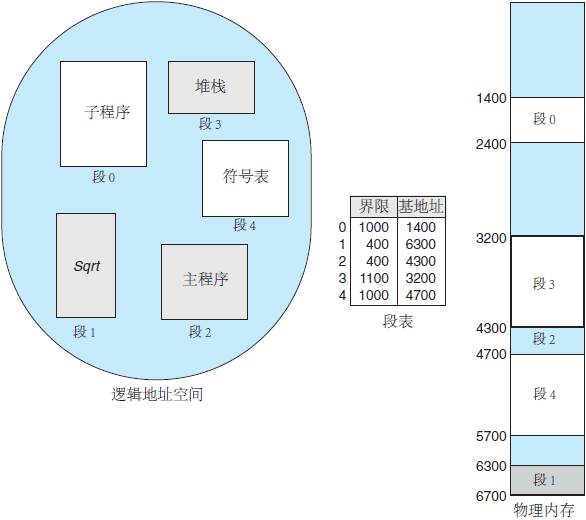 子程序
段 0
堆栈
段 3
符号表
段 4
Sqrt
段 1
主程序
段 2
逻辑地址空间
界限 基地址
0 1000 1400
1 400 6300
2 400 4300
3 1100 3200
4 1000 4700
段表
1400
段 0
2400
3200
段 3
4300
段 2
4700
段 4
5700
6300
段 1
6700
物理内存